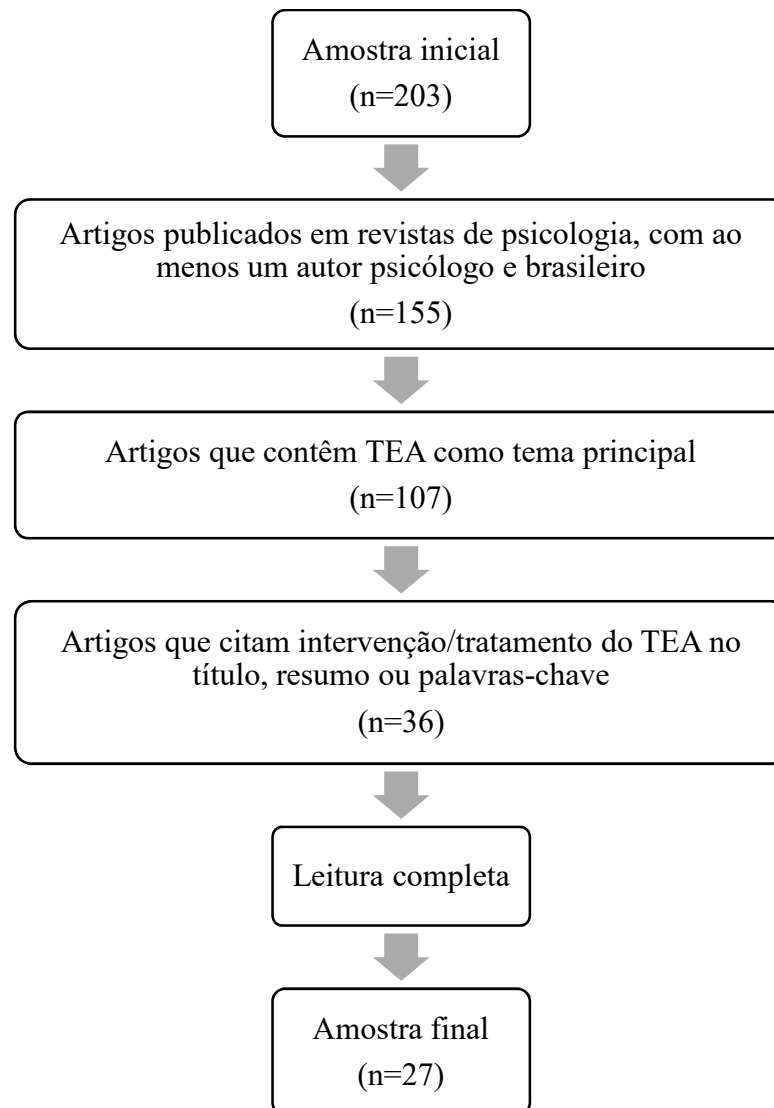 Amostra inicial
(n=203)
Artigos publicados em revistas de psicologia, com ao
menos um autor psicólogo e brasileiro
(n=155)
Artigos que contêm TEA como tema principal
(n=107)
Artigos que citam intervenção/tratamento do TEA no
título, resumo ou palavras-chave
(n=36)
Leitura completa
Amostra final
(n=27)